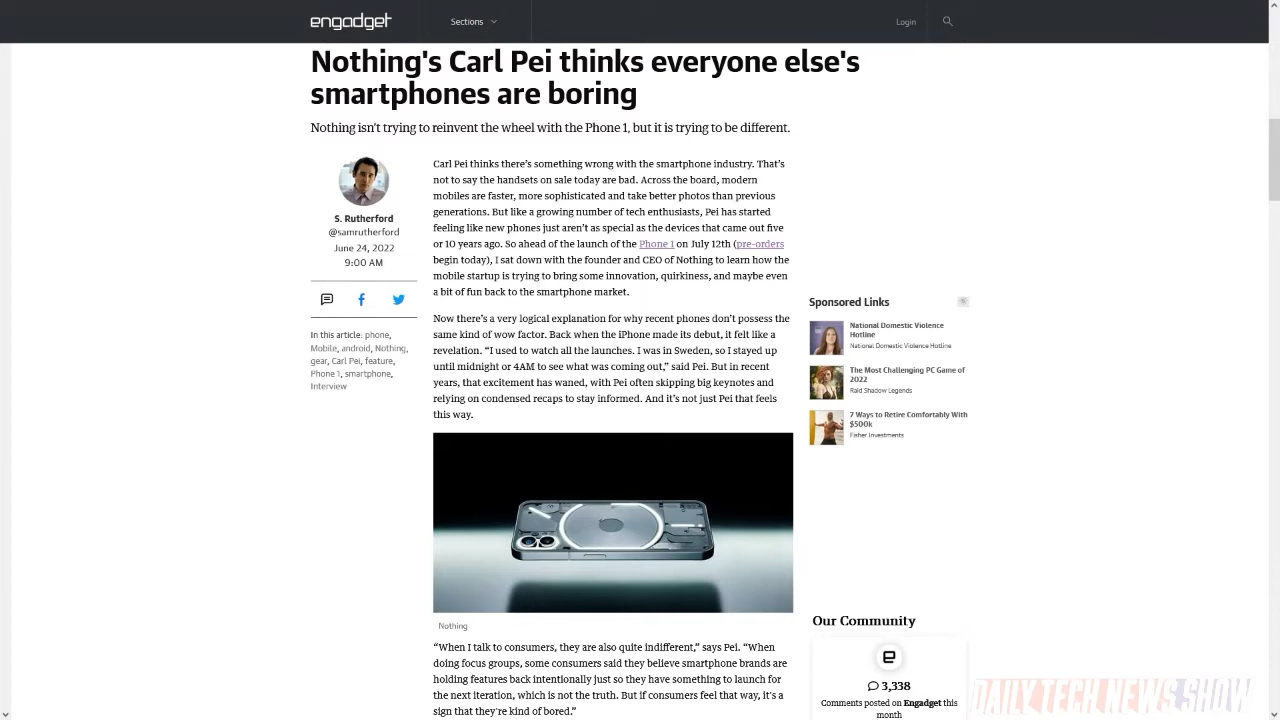 engadget
Sections
Login
Nothing's Carl Pei thinks everyone else's
smartphones are boring
Nothing isn’t trying to reinvent the wheel with the Phone 1, but it is trying to be different.
S. Rutherford
@samrutherford
June 24, 2022
9:00 AM
In this article: phone,
Mobile, android, Nothing,
gear, Carl Pei, feature,
Phone 1, smartphone,
Interview
Carl Pei thinks there’s something wrong with the smartphone industry. That’s
not to say the handsets on sale today are bad. Across the board, modern
mobiles are faster, more sophisticated and take better photos than previous
generations. But like a growing number of tech enthusiasts, Pei has started
feeling like new phones just aren’t as special as the devices that came out five
or 10 years ago. So ahead of the launch of the Phone 1 on July 12th (pre-orders
begin today), I sat down with the founder and CEO of Nothing to learn how the
mobile startup is trying to bring some innovation, quirkiness, and maybe even
a bit of fun back to the smartphone market.
Now there’s a very logical explanation for why recent phones don’t possess the
same kind of wow factor. Back when the iPhone made its debut, it felt like a
revelation. “I used to watch all the launches. I was in Sweden, so I stayed up
until midnight or 4AM to see what was coming out,” said Pei. But in recent
years, that excitement has waned, with Pei often skipping big keynotes and
relying on condensed recaps to stay informed. And it’s not just Pei that feels
this way.
Nothing
“When I talk to consumers, they are also quite indifferent,” says Pei. “When
doing focus groups, some consumers said they believe smartphone brands are
holding features back intentionally just so they have something to launch for
the next iteration, which is not the truth. But if consumers feel that way, it’s a
sign that they’re kind of bored.”
Sponsored Links
National Domestic Violence
Hotline
National Domestic Violence Hotline
The Most Challenging PC Game of
2022
Raid Shadow Legends
7 Ways to Retire Comfortably With
$500k
Fisher Investments
Our Community
3,338
Comments posted on Engadget this
month
DAILY TECH NEWS SHOW